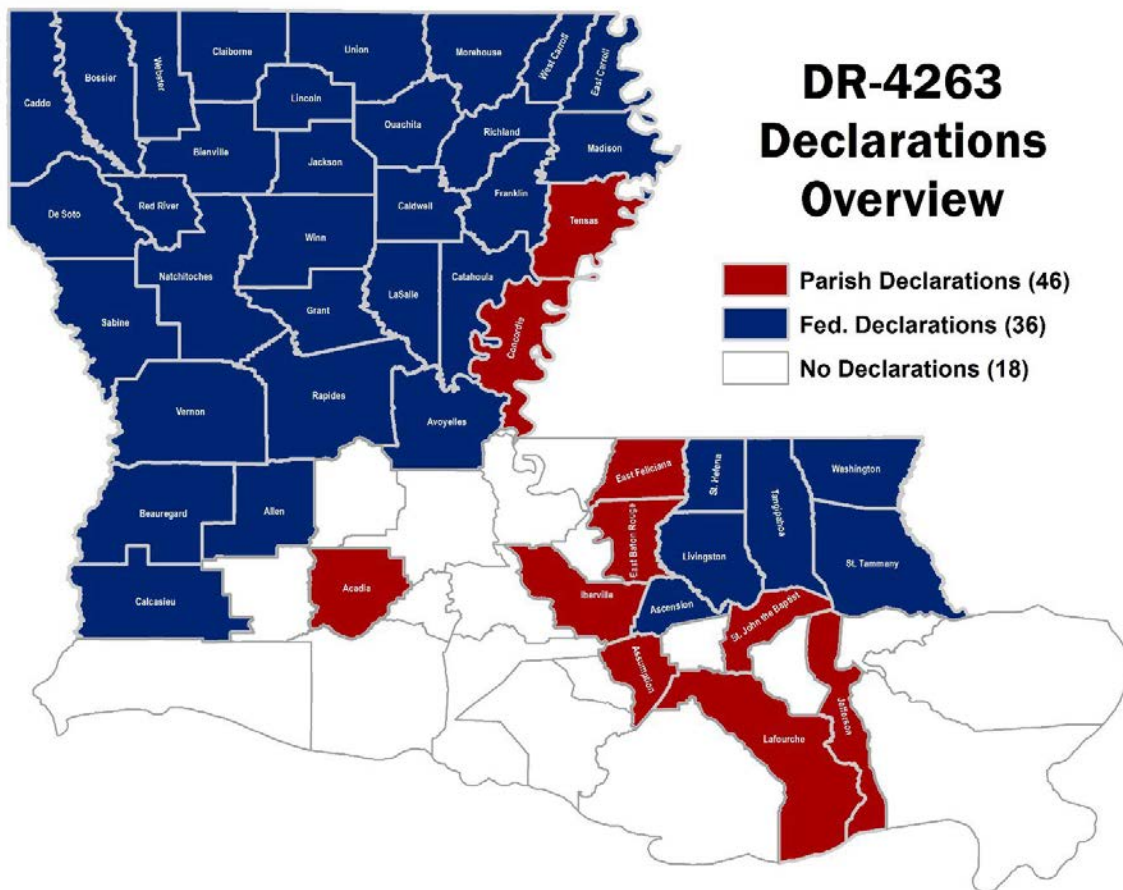 DR-4263
Declarations
Overview
Parish Declarations (46)
Fed. Declarations (36)
No Declarations (18)
Caddo
Bossier
Webster
Claiborne
Union
Morehouse
West Carroll
East Carroll
Lincoln
Ouachita
Richland
Madison
Bienville
Jackson
Franklin
De Soto
Red River
Caldwell
Tensas
Winn
Natchitoches
Catahoula
LaSalle
Grant
Sabine
Concordia
Rapides
Vernon
Avoyelles
East Feliciana
St. Helena
Tangipahoa
Washington
Beauregard
Allen
East Baton Rouge
Livingston
St. Tammany
Acadia
Iberville
Ascension
Calcasieu
St. John the Baptist
Assumption
Jefferson
Lafourche